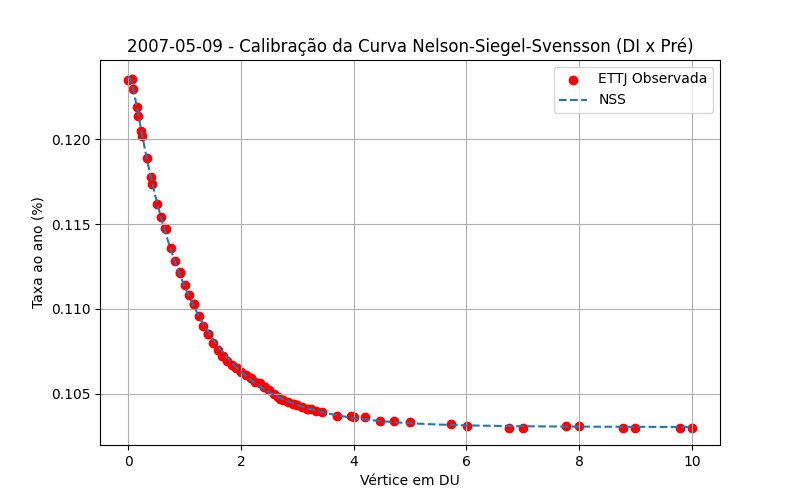 2007-05-09 - Calibração da Curva Nelson-Siegel-Svensson (DI x Pré)
ETTJ Observada
NSS
Taxa ao ano (%)
0.120
0.115
0.110
0.105
0 2 4 6 8 10
Vértice em DU